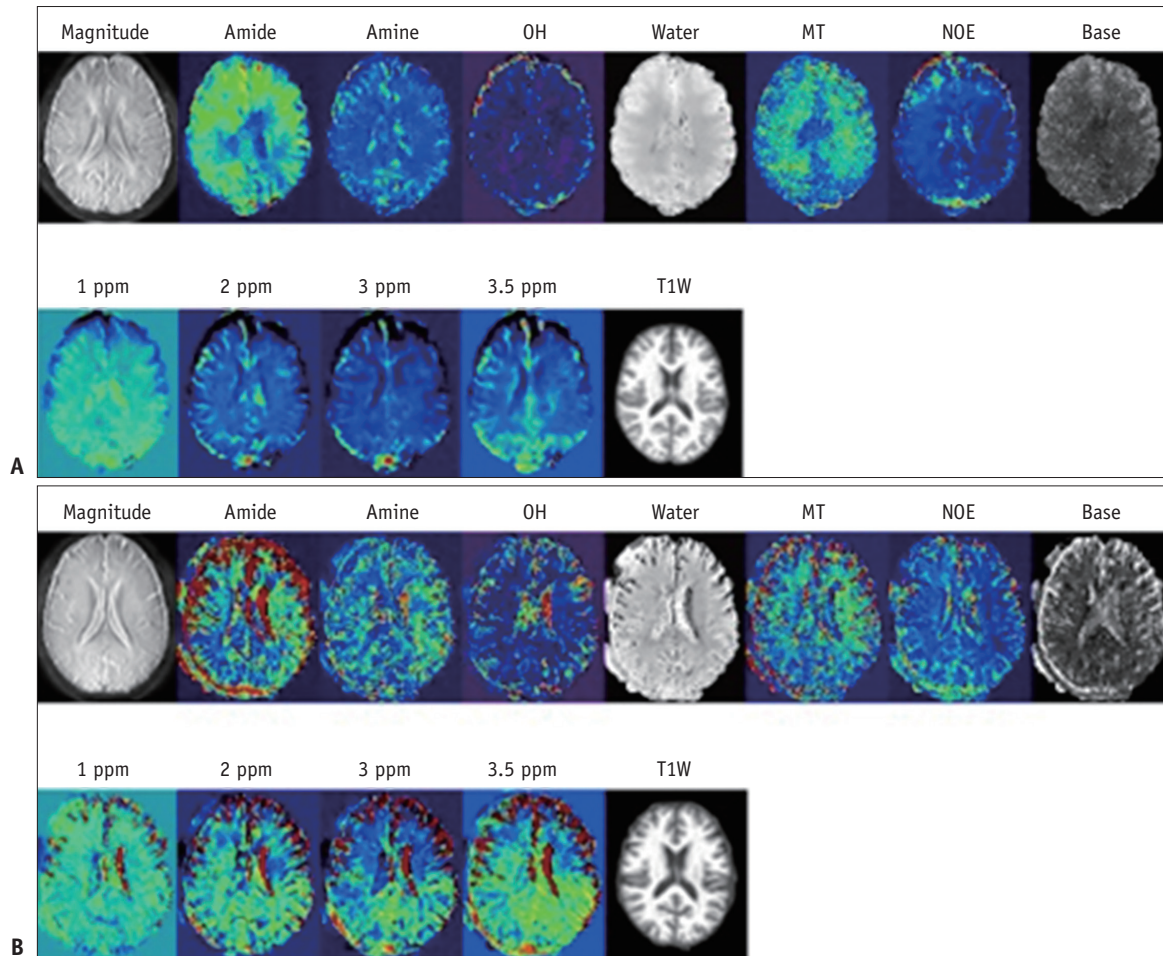 Magnitude Amide Amine OH Water MT NOE Base
1 ppm 2 ppm 3 ppm 3.5 ppm T1W
A
Magnitude Amide Amine OH Water MT NOE Base
1 ppm 2 ppm 3 ppm 3.5 ppm T1W
B